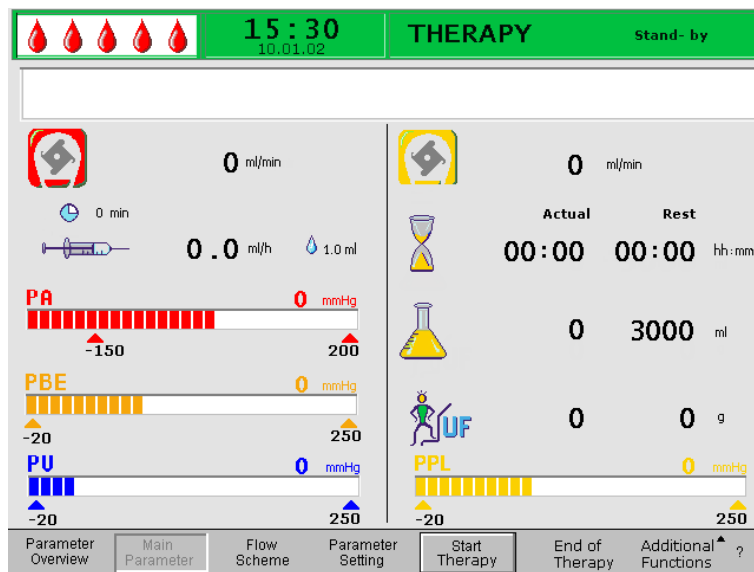 15:30 THERAPY Stand- by
10.01.02
0 ml/min
0 ml/min
0 min
Actual Rest
0.0 ml/h 1.0 ml
00:00 00:00 hh:mm
PA 0 mmHg
-150 200
0 3000 ml
PBE 0 mmHg
-20 250
UF 0 0 g
PV 0 mmHg
PPL 0 mmHg
-20 250
-20 250
Parameter Overview
Main Parameter
Flow Scheme
Parameter Setting
Start Therapy
End of Therapy
Additional Functions
?